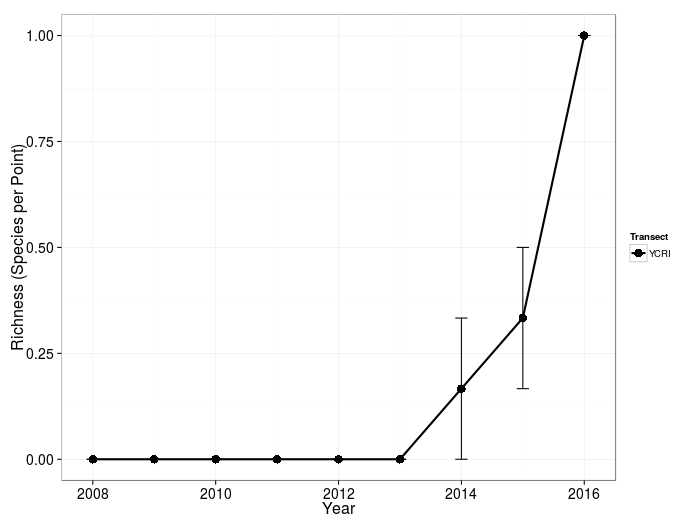 1.00
0.75
0.50
0.25
0.00
Richness (Species per Point)
2008 2010 2012 2014 2016
Year
Transect
YCRI